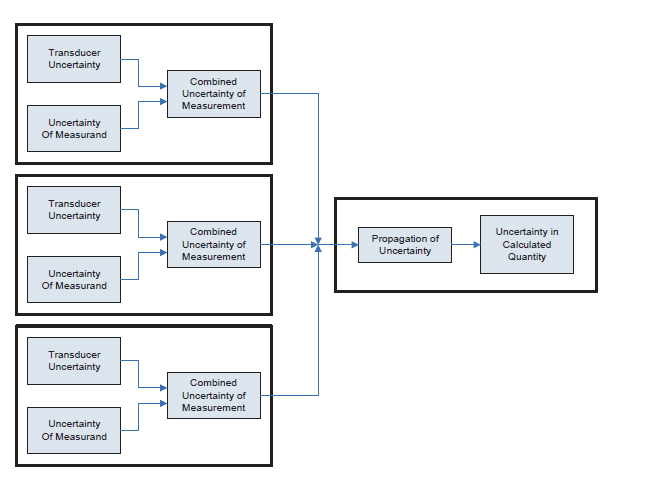 Transducer
Uncertainty
Uncertainty
Of Measurand
Combined
Uncertainty of
Measurement
Transducer
Uncertainty
Uncertainty
Of Measurand
Combined
Uncertainty of
Measurement
Transducer
Uncertainty
Uncertainty
Of Measurand
Combined
Uncertainty of
Measurement
Propagation of
Uncertainty
Uncertainty in
Calculated
Quantity